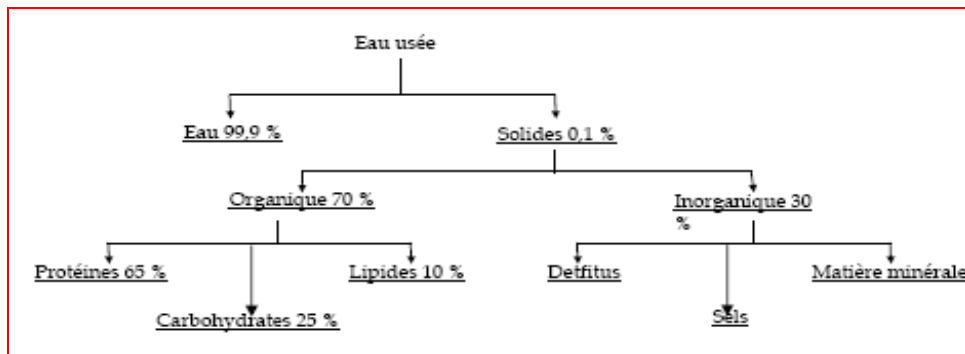 Eau usée
Eau 99,9 %
Solides 0,1 %
Organique 70 %
Inorganique 30
%
Protéines 65 %
Lipides 10 %
Detfitus
Matière minérale
Carbohydrates 25 %
Sels